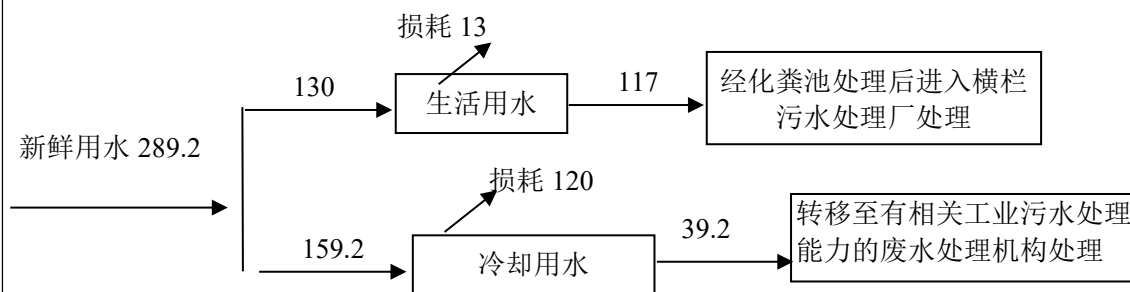 损耗 13
130
生活用水
117
经化粪池处理后进入横栏
污水处理厂处理
新鲜用水 289.2
损耗 120
159.2
冷却用水
39.2
转移至有相关工业污水处理
能力的废水处理机构处理